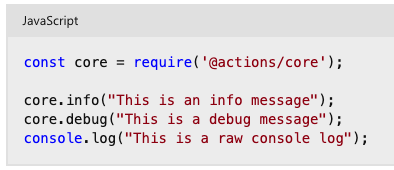 JavaScript
const core = require('@actions/core');
core.info("This is an info message");
core.debug("This is a debug message");
console.log("This is a raw console log");